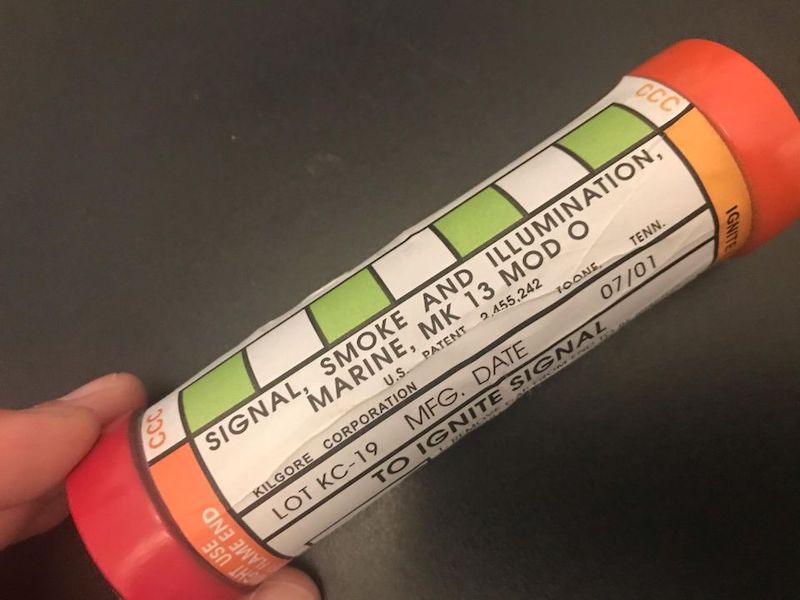 CCC
SIGNAL, SMOKE AND ILLUMINATION,
MARINE, MK 13 MOD O
U.S. PATENT 2,455,242
KILGORE CORPORATION TOONE, TENN.
LOT KC-19 MFG. DATE 07/01
TO IGNITE SIGNAL
CCC
IGNITE
USE
FLAME END